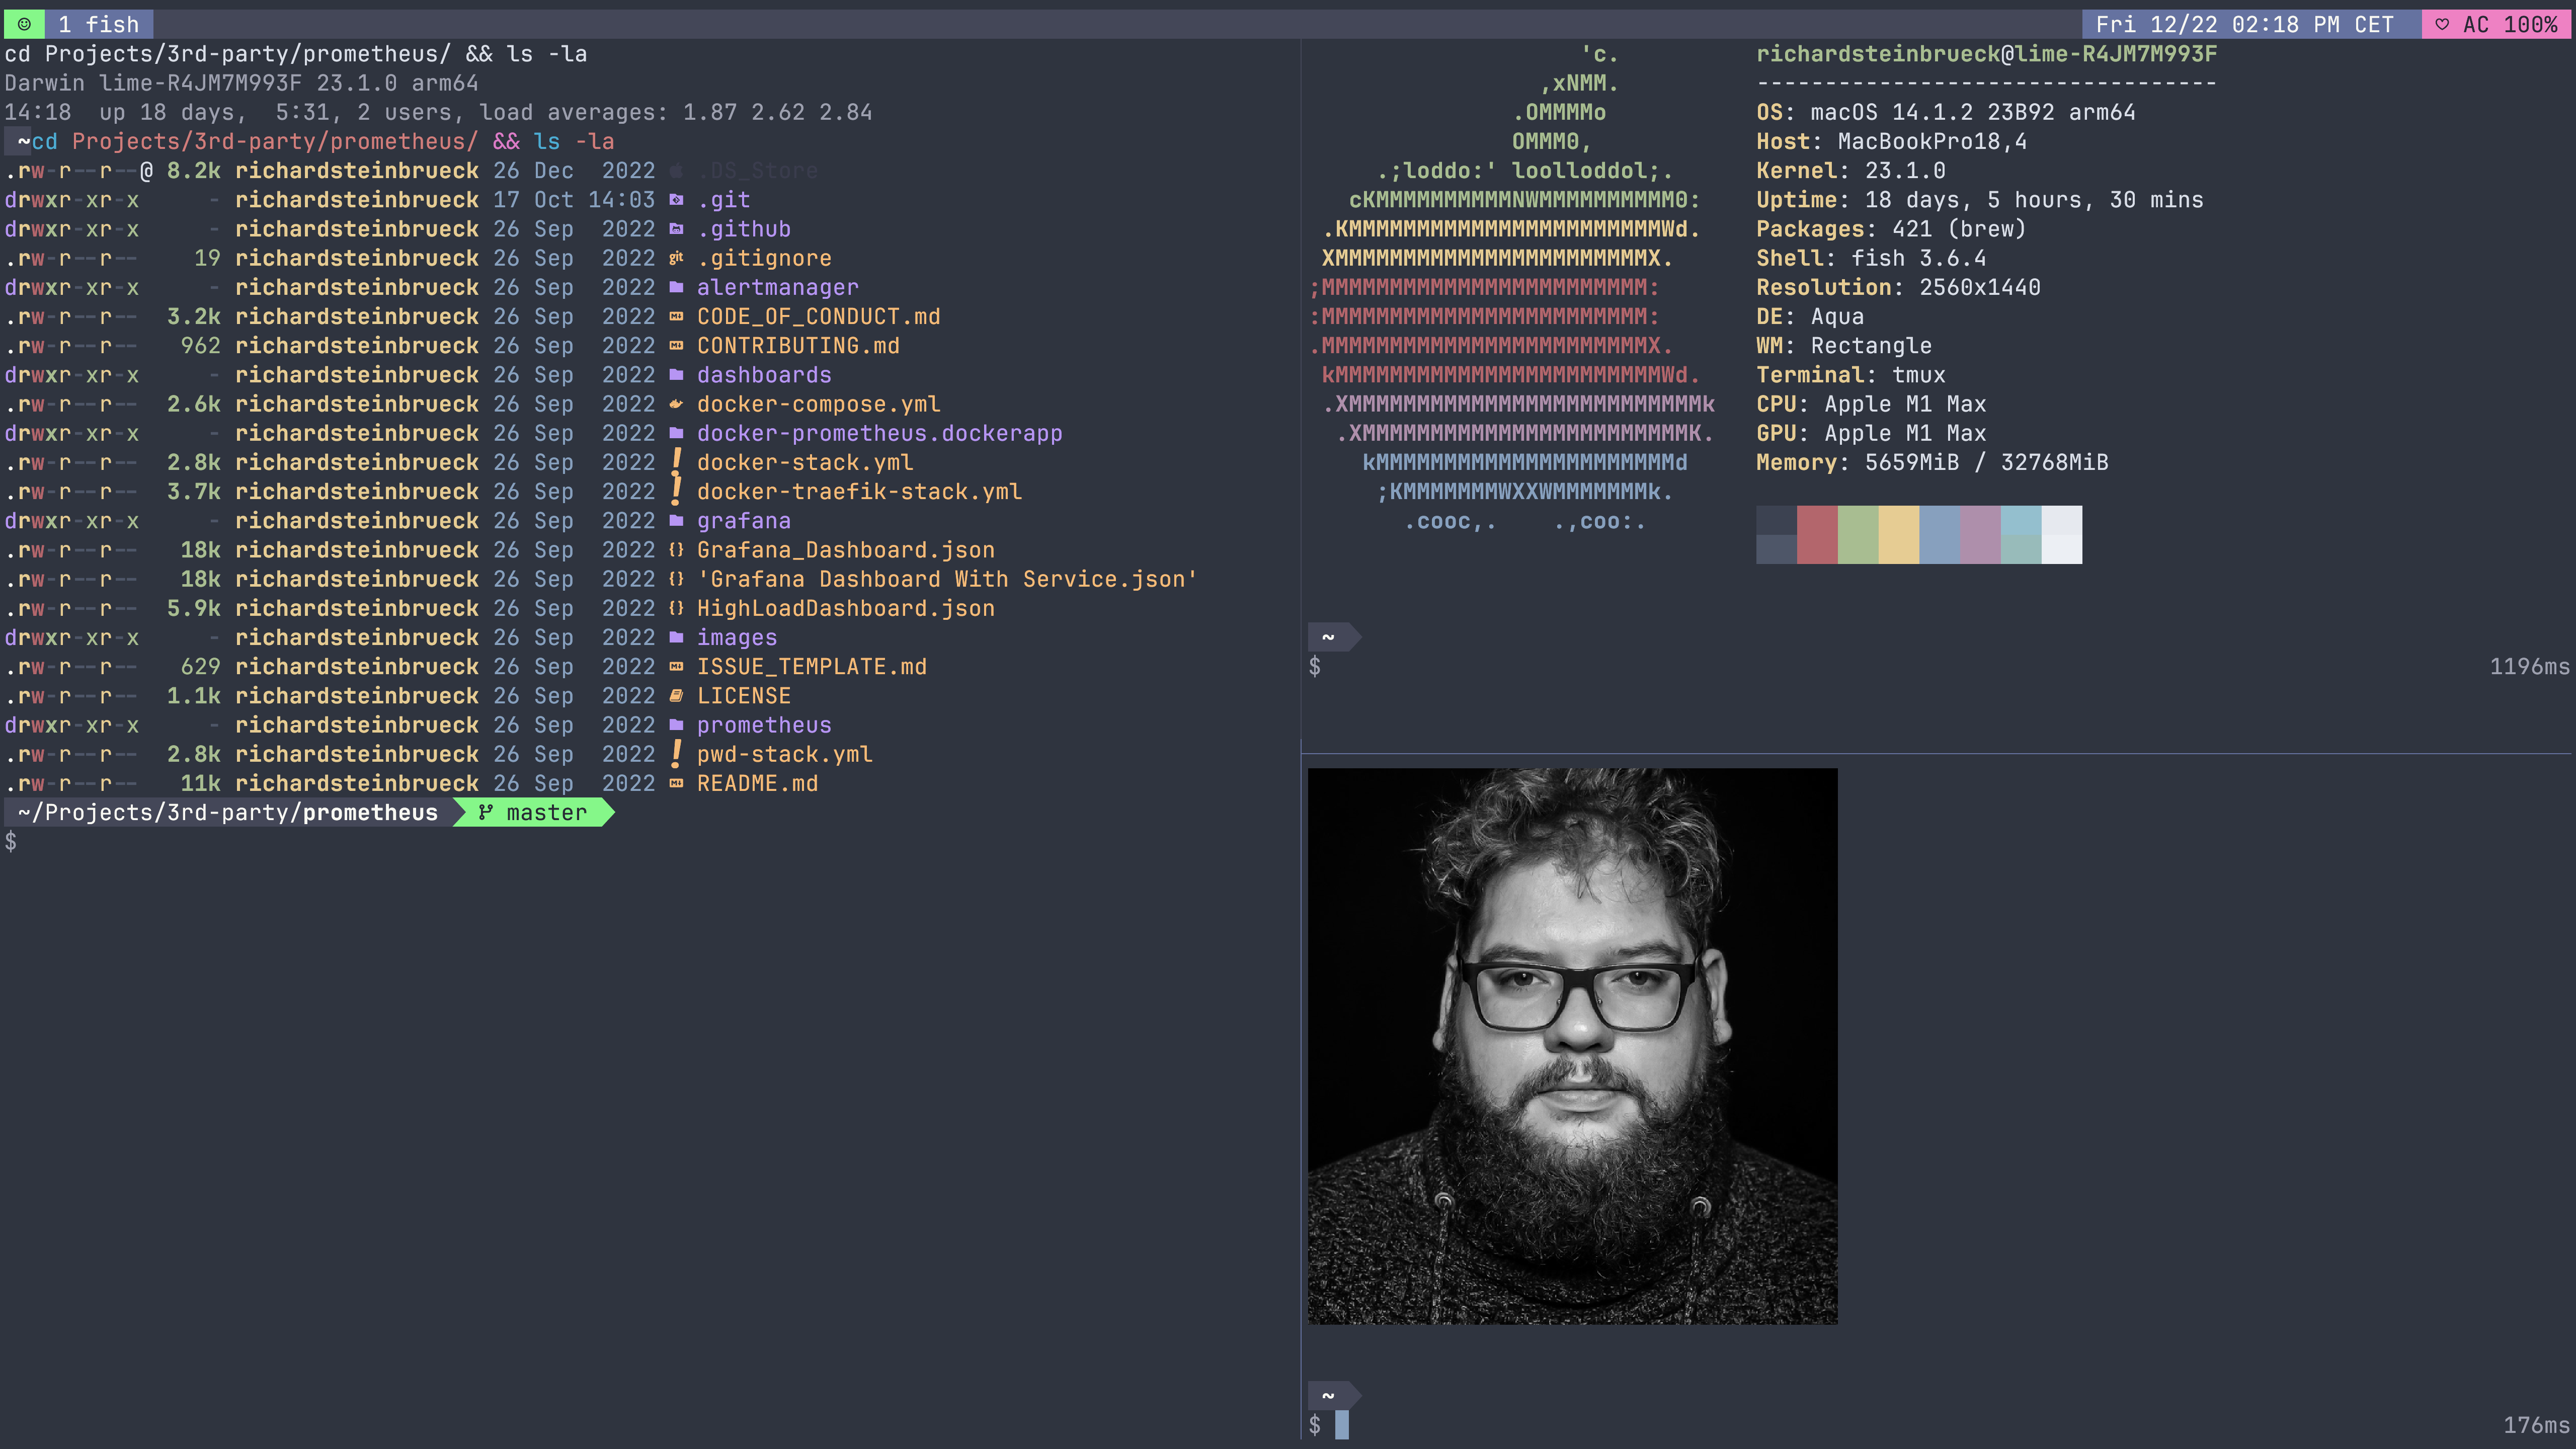 1 fish
Fri 12/22 02:18 PM CET
AC 100%
cd Projects/3rd-party/prometheus/ && ls -la
Darwin lime-R4JM7M993F 23.1.0 arm64
14:18  up 18 days,  5:31, 2 users, load averages: 1.87 2.62 2.84
~cd Projects/3rd-party/prometheus/ && ls -la
.rw-r--r--@ 8.2k richardsteinbrueck 26 Dec  2022 .DS_Store
drwxr-xr-x     - richardsteinbrueck 17 Oct 14:03 .git
drwxr-xr-x     - richardsteinbrueck 26 Sep  2022 .github
.rw-r--r--    19 richardsteinbrueck 26 Sep  2022 git .gitignore
drwxr-xr-x     - richardsteinbrueck 26 Sep  2022 alertmanager
.rw-r--r--  3.2k richardsteinbrueck 26 Sep  2022 CODE_OF_CONDUCT.md
.rw-r--r--   962 richardsteinbrueck 26 Sep  2022 CONTRIBUTING.md
drwxr-xr-x     - richardsteinbrueck 26 Sep  2022 dashboards
.rw-r--r--  2.6k richardsteinbrueck 26 Sep  2022 docker-compose.yml
drwxr-xr-x     - richardsteinbrueck 26 Sep  2022 docker-prometheus.dockerapp
.rw-r--r--  2.8k richardsteinbrueck 26 Sep  2022 ! docker-stack.yml
.rw-r--r--  3.7k richardsteinbrueck 26 Sep  2022 ! docker-traefik-stack.yml
drwxr-xr-x     - richardsteinbrueck 26 Sep  2022 grafana
.rw-r--r--   18k richardsteinbrueck 26 Sep  2022 {} Grafana_Dashboard.json
.rw-r--r--   18k richardsteinbrueck 26 Sep  2022 {} 'Grafana Dashboard With Service.json'
.rw-r--r--  5.9k richardsteinbrueck 26 Sep  2022 {} HighLoadDashboard.json
drwxr-xr-x     - richardsteinbrueck 26 Sep  2022 images
.rw-r--r--   629 richardsteinbrueck 26 Sep  2022 ISSUE_TEMPLATE.md
.rw-r--r--  1.1k richardsteinbrueck 26 Sep  2022 LICENSE
drwxr-xr-x     - richardsteinbrueck 26 Sep  2022 prometheus
.rw-r--r--  2.8k richardsteinbrueck 26 Sep  2022 ! pwd-stack.yml
.rw-r--r--   11k richardsteinbrueck 26 Sep  2022 README.md
~/Projects/3rd-party/prometheus master
$
'c.
,xNMM.
.OMMMMo
OMMM0,
.;loddo:' loolloddol;.
cKMMMMMMMMMMNWMMMMMMMMMM0:
.KMMMMMMMMMMMMMMMMMMMMMMMWd.
XMMMMMMMMMMMMMMMMMMMMMMMX.
;MMMMMMMMMMMMMMMMMMMMMMMM:
:MMMMMMMMMMMMMMMMMMMMMMMM:
.MMMMMMMMMMMMMMMMMMMMMMMMX.
kMMMMMMMMMMMMMMMMMMMMMMMMWd.
.XMMMMMMMMMMMMMMMMMMMMMMMMMMk
.XMMMMMMMMMMMMMMMMMMMMMMMMK.
kMMMMMMMMMMMMMMMMMMMMMMd
;KMMMMMMMWXXWMMMMMMMk.
.cooc,.    .,coo:.
richardsteinbrueck@lime-R4JM7M993F
----------------------------------
OS: macOS 14.1.2 23B92 arm64
Host: MacBookPro18,4
Kernel: 23.1.0
Uptime: 18 days, 5 hours, 30 mins
Packages: 421 (brew)
Shell: fish 3.6.4
Resolution: 2560x1440
DE: Aqua
WM: Rectangle
Terminal: tmux
CPU: Apple M1 Max
GPU: Apple M1 Max
Memory: 5659MiB / 32768MiB
~
$ 1196ms
~
$ 176ms